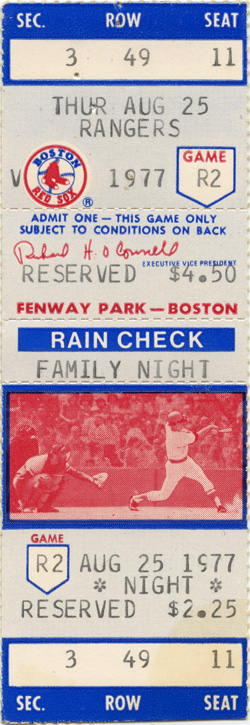 SEC. ROW SEAT
3 49 11
THUR AUG 25
RANGERS
BOSTON
RED SOX
®
V 1977
GAME
R2
ADMIT ONE — THIS GAME ONLY
SUBJECT TO CONDITIONS ON BACK
Richard H. O'Connell
EXECUTIVE VICE PRESIDENT
RESERVED $4.50
FENWAY PARK — BOSTON
RAIN CHECK
FAMILY NIGHT
GAME
R2
AUG 25 1977
* NIGHT *
RESERVED $2.25
3 49 11
SEC. ROW SEAT